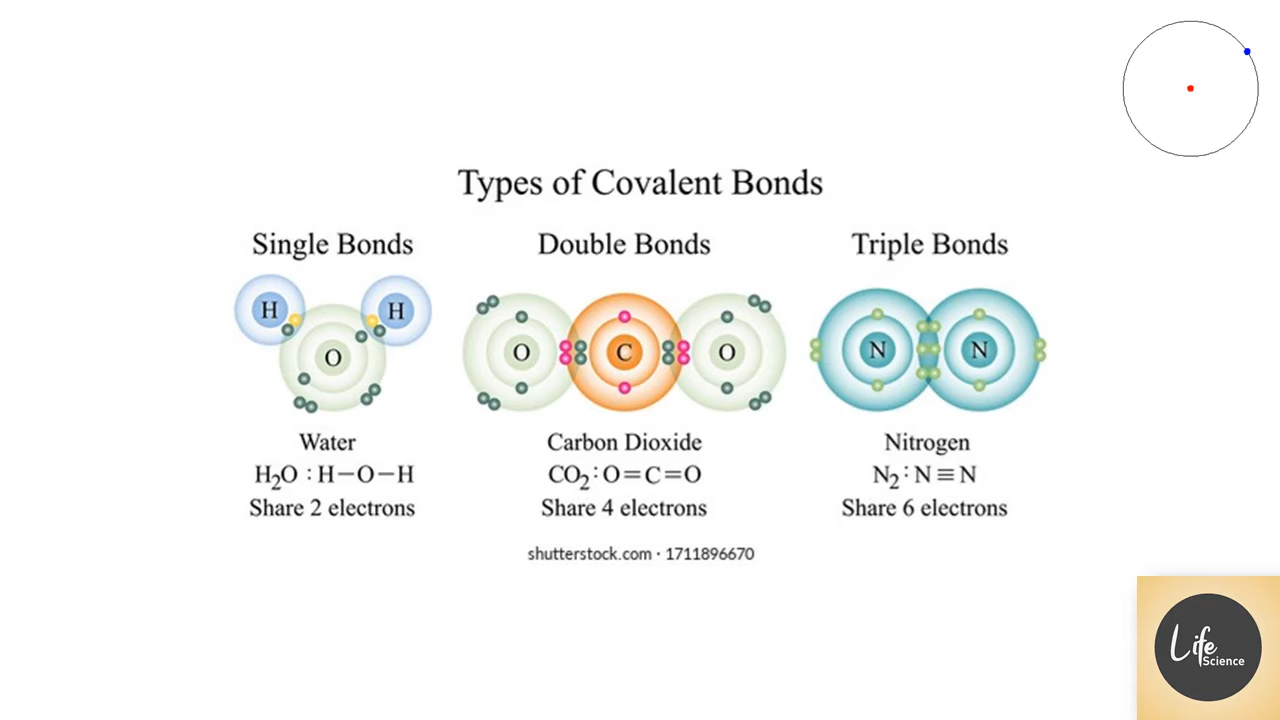 Types of Covalent Bonds
Single Bonds
Double Bonds
Triple Bonds
H
H
O
O
C
O
N
N
Water
H₂O : H−O−H
Share 2 electrons
Carbon Dioxide
CO₂ : O=C=O
Share 4 electrons
Nitrogen
N₂ : N≡N
Share 6 electrons
shutterstock.com · 1711896670
Life
Science